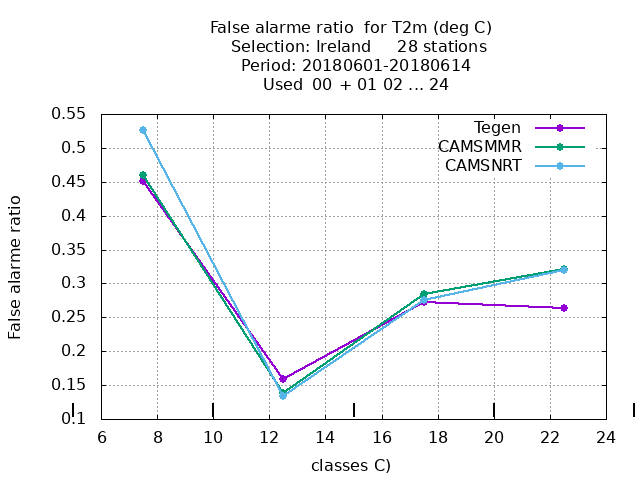 False alarme ratio  for T2m (deg C)
Selection: Ireland     28 stations
Period: 20180601-20180614
Used  00  + 01 02 ... 24
Tegen
CAMSMMR
CAMSNRT
0.55
0.5
0.45
0.4
0.35
0.3
0.25
0.2
0.15
0.1
False alarme ratio
6 8 10 12 14 16 18 20 22 24
classes C)